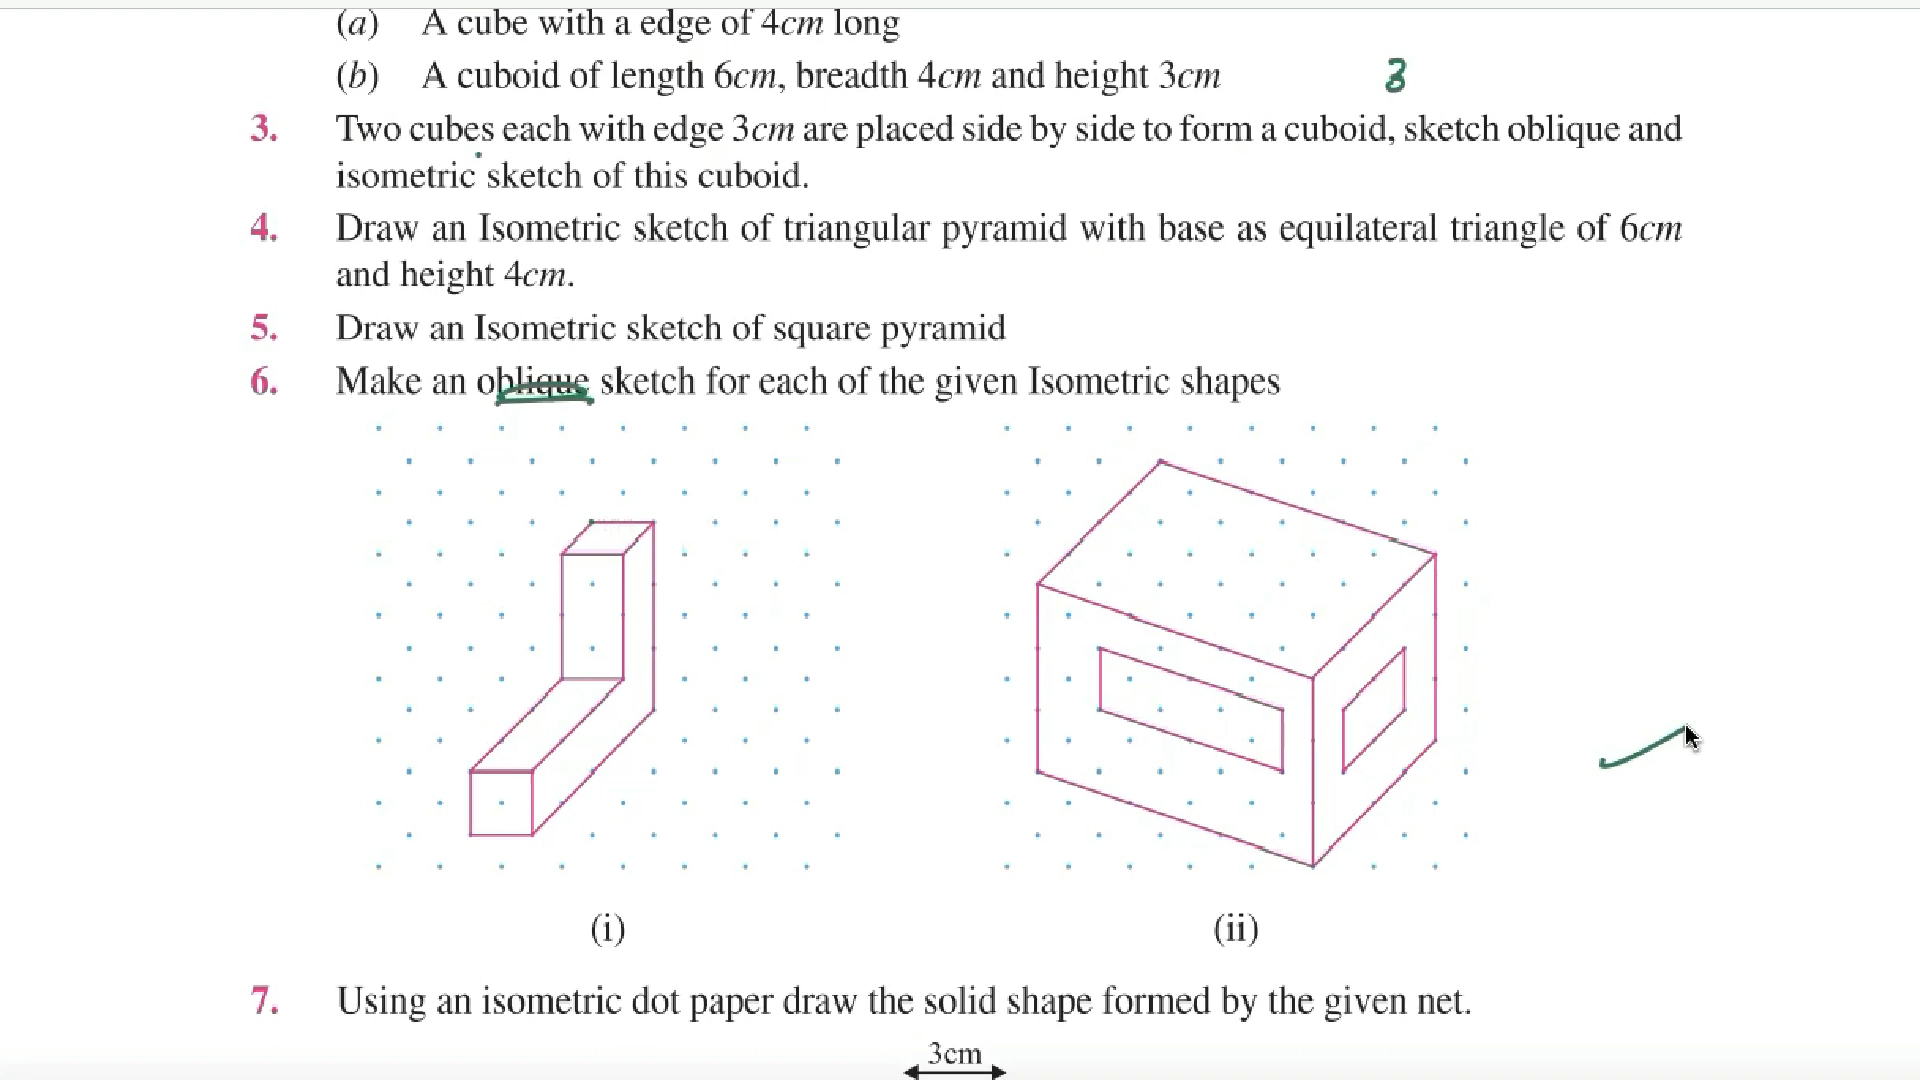 (a) A cube with a edge of 4cm long
(b) A cuboid of length 6cm, breadth 4cm and height 3cm
3
3. Two cubes each with edge 3cm are placed side by side to form a cuboid, sketch oblique and
isometric sketch of this cuboid.
4. Draw an Isometric sketch of triangular pyramid with base as equilateral triangle of 6cm
and height 4cm.
5. Draw an Isometric sketch of square pyramid
6. Make an oblique sketch for each of the given Isometric shapes
(i) (ii)
7. Using an isometric dot paper draw the solid shape formed by the given net.
3cm